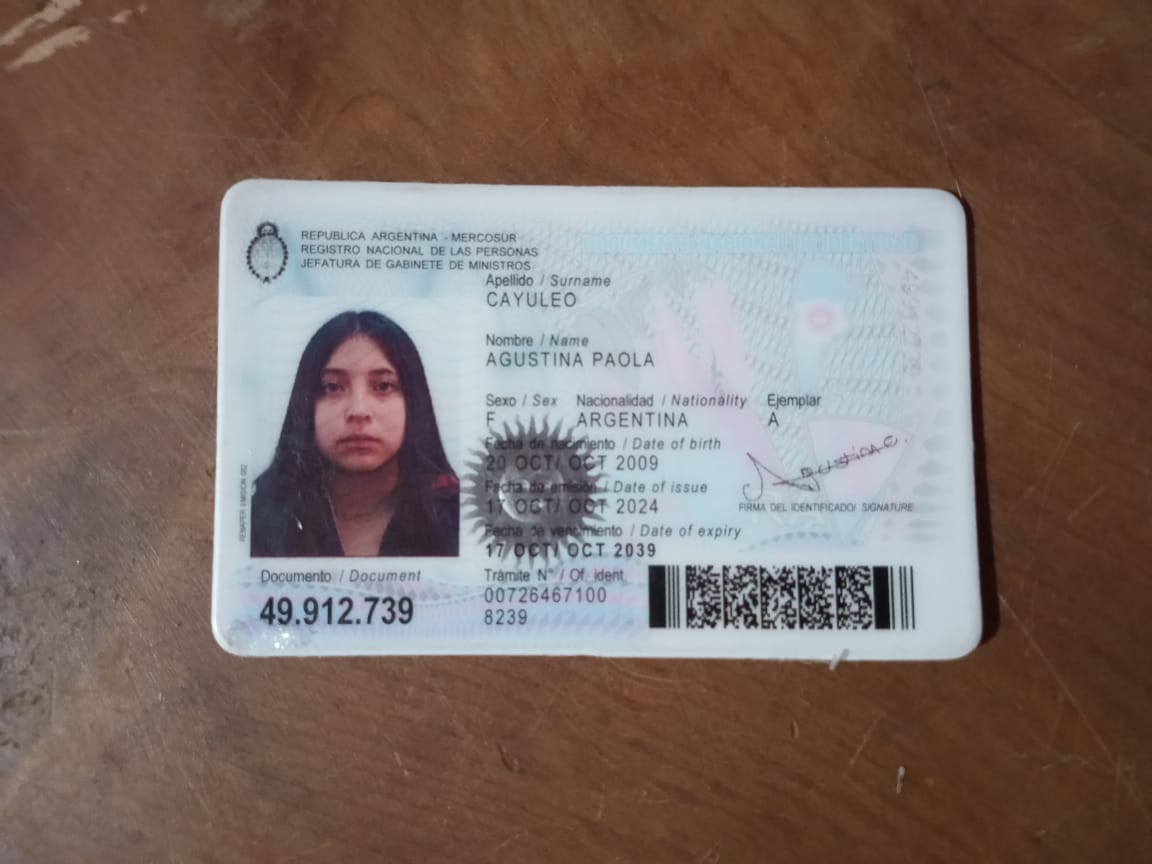 REPUBLICA ARGENTINA - MERCOSUR
REGISTRO NACIONAL DE LAS PERSONAS
JEFATURA DE GABINETE DE MINISTROS
DOCUMENTO NACIONAL DE IDENTIDAD
Apellido / Surname
CAYULEO
Nombre / Name
AGUSTINA PAOLA
Sexo / Sex Nacionalidad / Nationality Ejemplar
F ARGENTINA A
Fecha de nacimiento / Date of birth
20 OCT/ OCT 2009
Fecha de emisión / Date of issue
17 OCT/ OCT 2024
Fecha de vencimiento / Date of expiry
17 OCT/ OCT 2039
Agustina C.
FIRMA DEL IDENTIFICADO/ SIGNATURE
Documento / Document
49.912.739
Trámite N° / Of. ident.
00726467100
8239